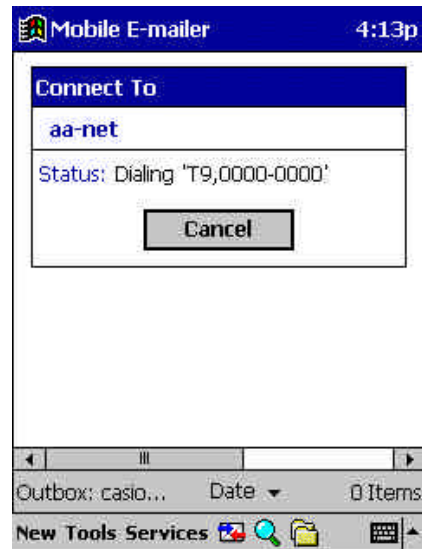 Mobile E-mailer 4:13p
Connect To
aa-net
Status: Dialing 'T9,0000-0000'
Cancel
Outbox: casio... Date 0 Items
New Tools Services